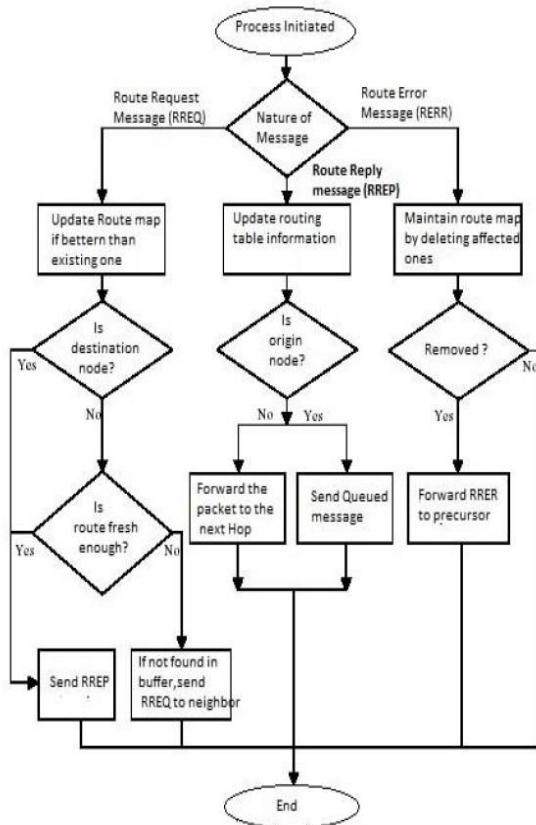 Process Initiated
Route Request
Message (RREQ)
Nature of
Message
Route Error
Message (RERR)
Route Reply
message (RREP)
Update Route map
if bettern than
existing one
Update routing
table information
Maintain route map
by deleting affected
ones
Is
destination
node?
Yes
No
Is
origin
node?
No
Yes
Removed ?
No
Yes
Is
route fresh
enough?
Yes
No
Forward the
packet to the
next Hop
Send Queued
message
Forward RRER
to precursor
Send RREP
If not found in
buffer,send
RREQ to neighbor
End